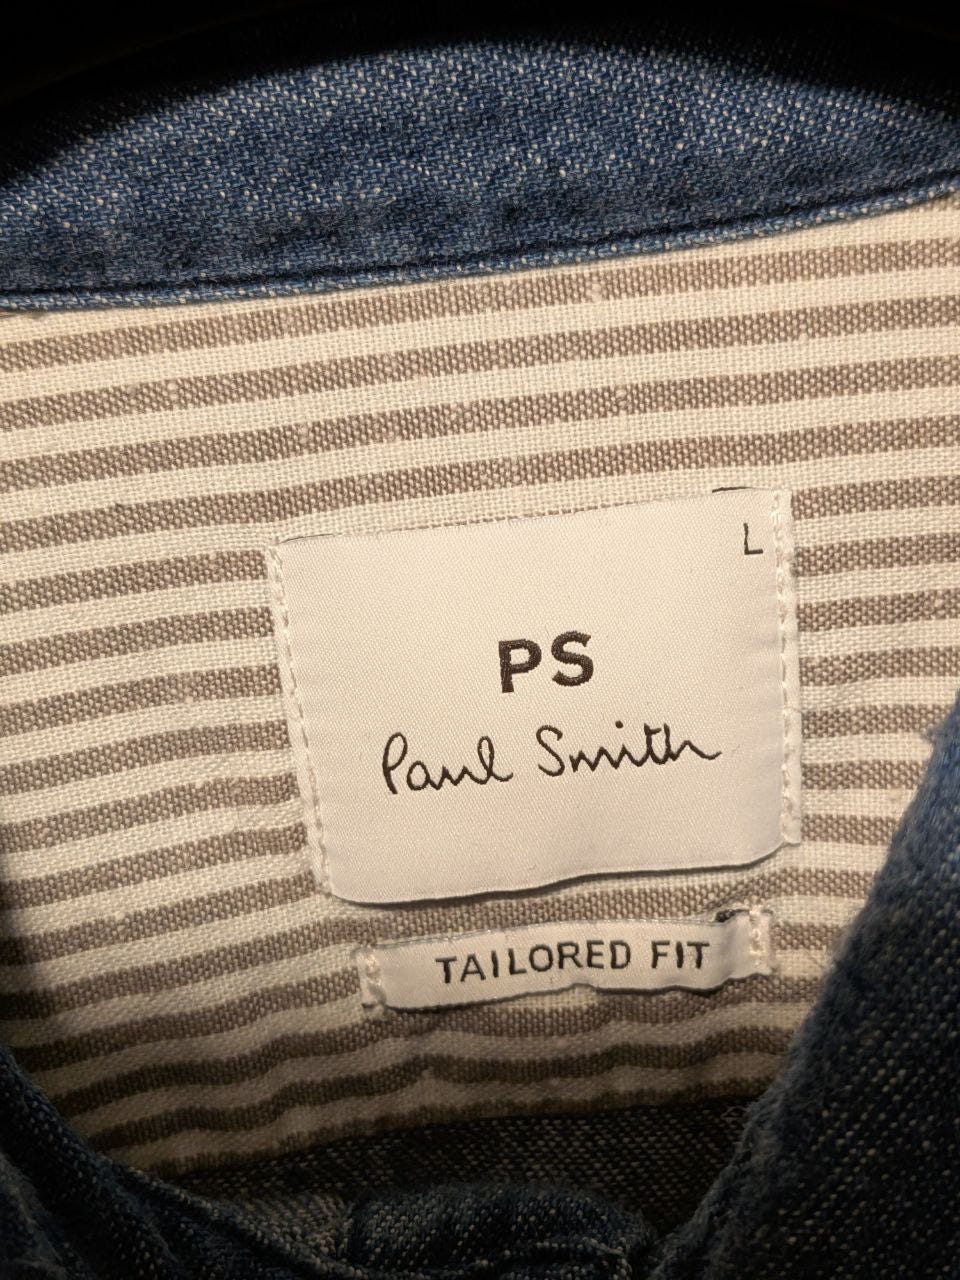 L
PS
Paul Smith
TAILORED FIT